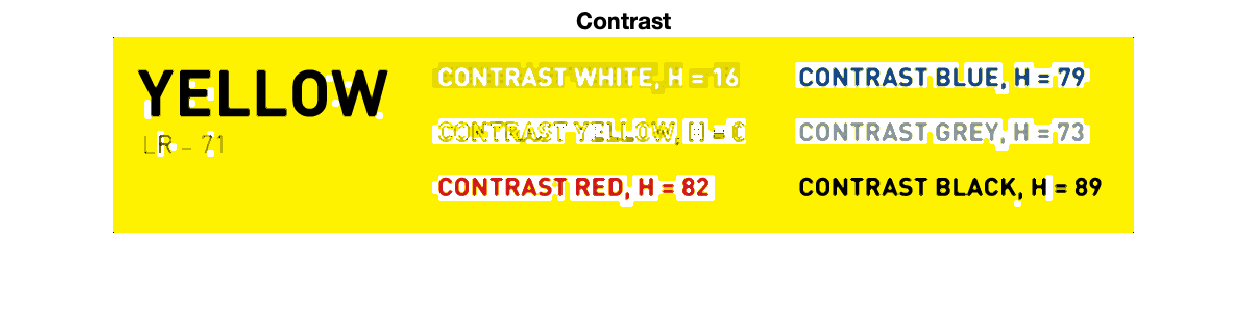 Contrast
YELLOW
LR - 71
CONTRAST WHITE, H = 16
CONTRAST YELLOW, H = 0
CONTRAST RED, H = 82
CONTRAST BLUE, H = 79
CONTRAST GREY, H = 73
CONTRAST BLACK, H = 89